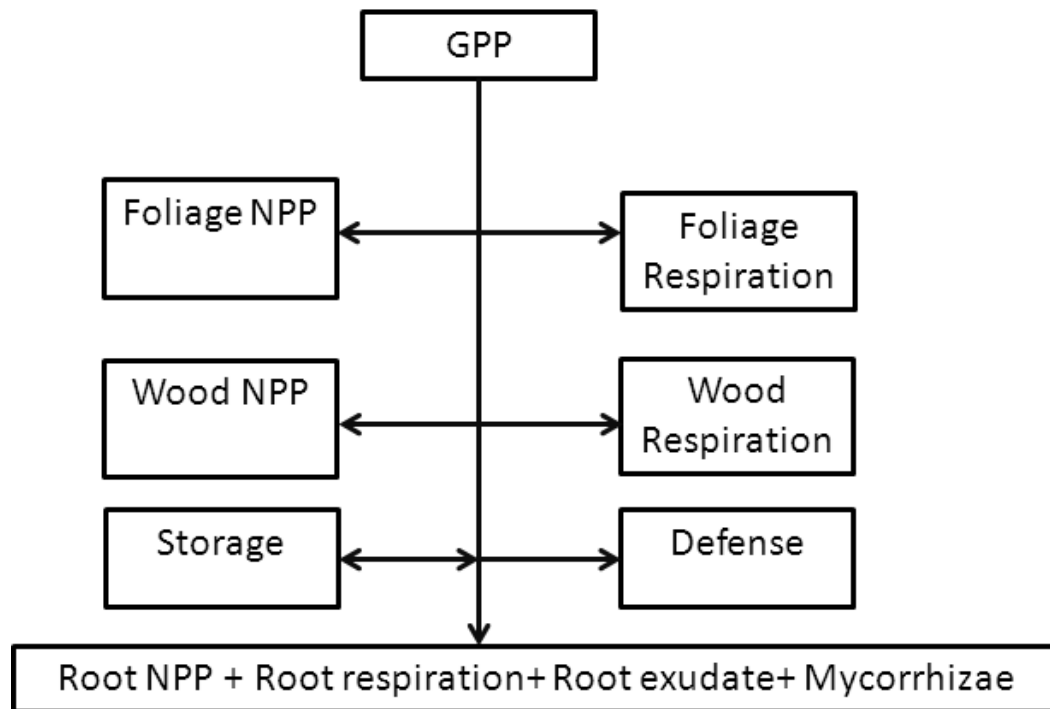 GPP
Foliage NPP
Foliage
Respiration
Wood NPP
Wood
Respiration
Storage
Defense
Root NPP + Root respiration+ Root exudate+ Mycorrhizae